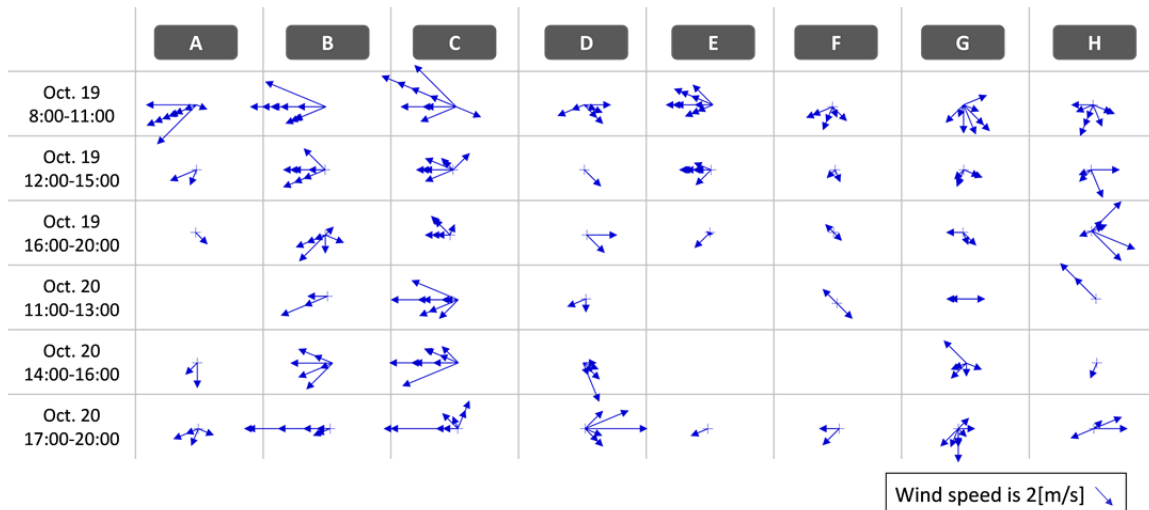 A B C D E F G H
Oct. 19
8:00-11:00
Oct. 19
12:00-15:00
Oct. 19
16:00-20:00
Oct. 20
11:00-13:00
Oct. 20
14:00-16:00
Oct. 20
17:00-20:00
Wind speed is 2[m/s]